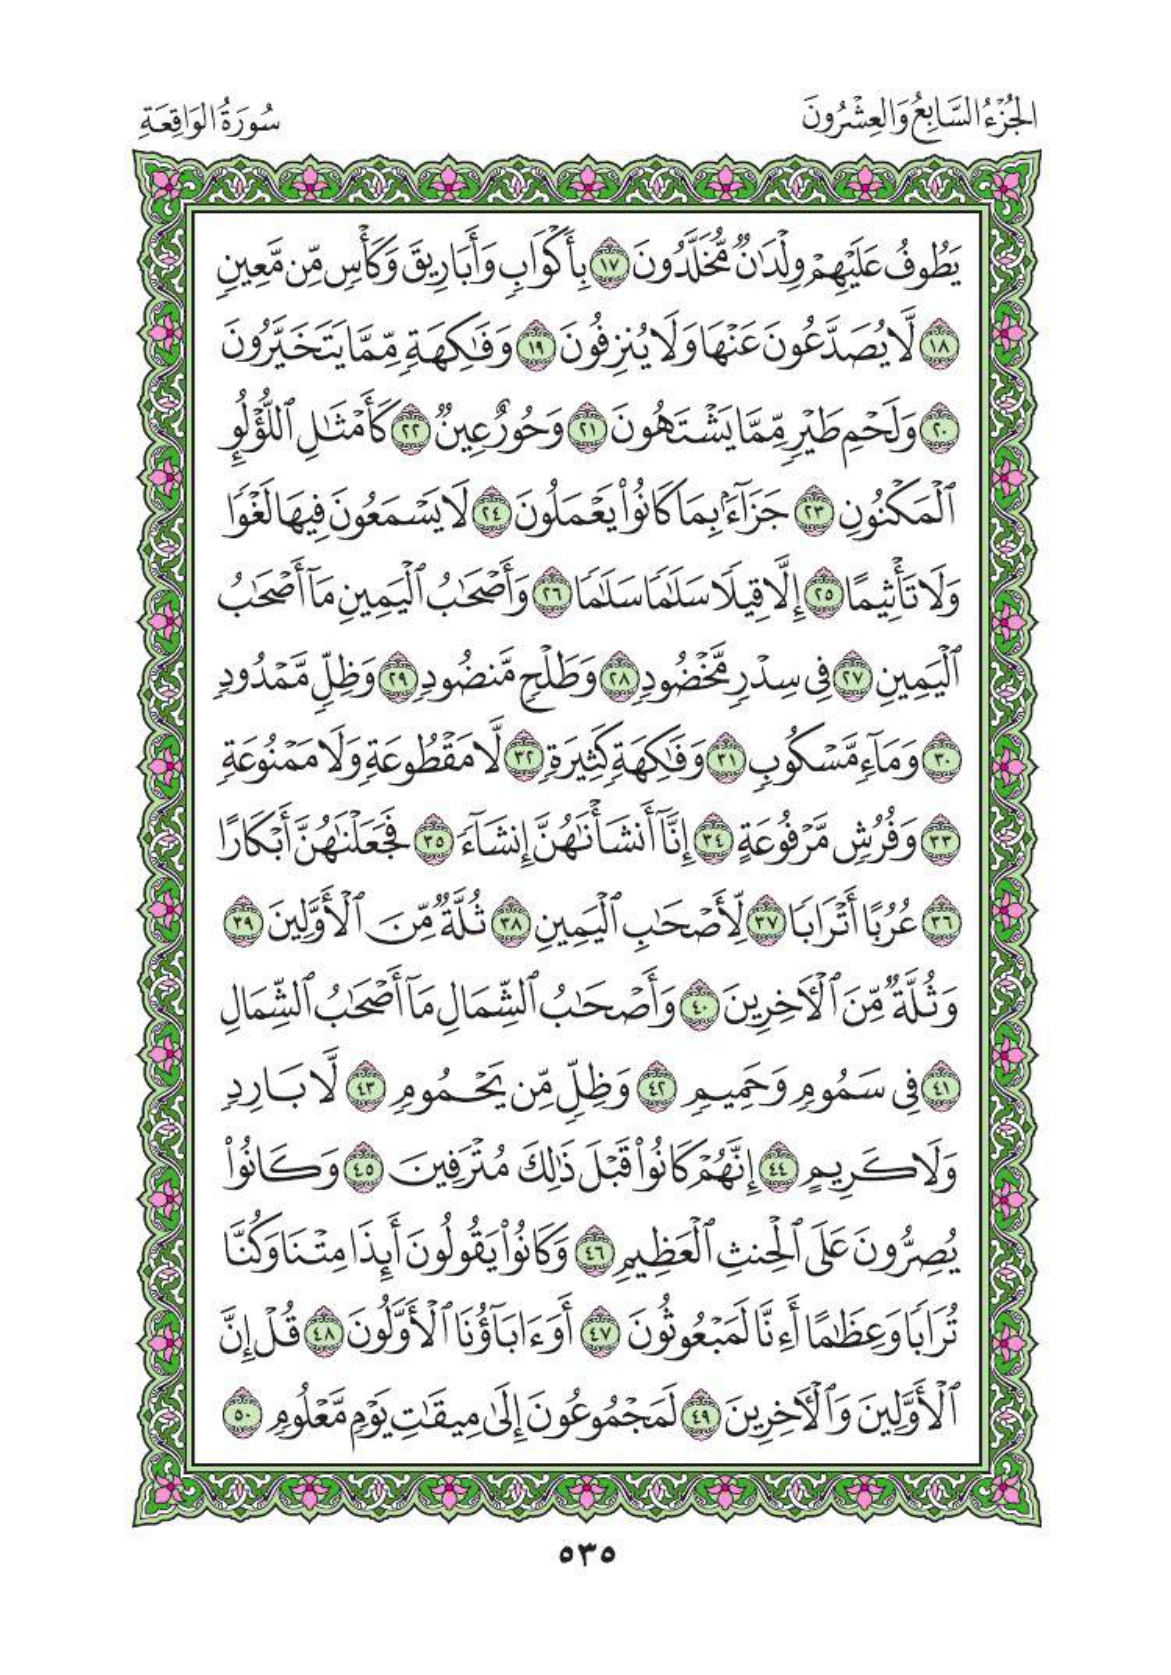 الجُزْءُ السَّابِعُ وَالعِشْرُونَ
سُورَةُ الوَاقِعَةِ
يَطُوفُ عَلَيْهِمْ وِلْدَٰنٌ مُّخَلَّدُونَ ١٧ بِأَكْوَابٍ وَأَبَارِيقَ وَكَأْسٍ مِّن مَّعِينٍ
١٨ لَّا يُصَدَّعُونَ عَنْهَا وَلَا يُنزِفُونَ ١٩ وَفَٰكِهَةٍ مِّمَّا يَتَخَيَّرُونَ
٢٠ وَلَحْمِ طَيْرٍ مِّمَّا يَشْتَهُونَ ٢١ وَحُورٌ عِينٌ ٢٢ كَأَمْثَٰلِ ٱللُّؤْلُؤِ
ٱلْمَكْنُونِ ٢٣ جَزَآءًۢ بِمَا كَانُوا۟ يَعْمَلُونَ ٢٤ لَا يَسْمَعُونَ فِيهَا لَغْوًا
وَلَا تَأْثِيمًا ٢٥ إِلَّا قِيلًا سَلَٰمًا سَلَٰمًا ٢٦ وَأَصْحَٰبُ ٱلْيَمِينِ مَآ أَصْحَٰبُ
ٱلْيَمِينِ ٢٧ فِى سِدْرٍ مَّخْضُودٍ ٢٨ وَطَلْحٍ مَّنضُودٍ ٢٩ وَظِلٍّ مَّمْدُودٍ
٣٠ وَمَآءٍ مَّسْكُوبٍ ٣١ وَفَٰكِهَةٍ كَثِيرَةٍ ٣٢ لَّا مَقْطُوعَةٍ وَلَا مَمْنُوعَةٍ
٣٣ وَفُرُشٍ مَّرْفُوعَةٍ ٣٤ إِنَّآ أَنشَأْنَٰهُنَّ إِنشَآءً ٣٥ فَجَعَلْنَٰهُنَّ أَبْكَارًا
٣٦ عُرُبًا أَتْرَابًا ٣٧ لِّأَصْحَٰبِ ٱلْيَمِينِ ٣٨ ثُلَّةٌ مِّنَ ٱلْأَوَّلِينَ ٣٩
وَثُلَّةٌ مِّنَ ٱلْـَٔاخِرِينَ ٤٠ وَأَصْحَٰبُ ٱلشِّمَالِ مَآ أَصْحَٰبُ ٱلشِّمَالِ
٤١ فِى سَمُومٍ وَحَمِيمٍ ٤٢ وَظِلٍّ مِّن يَحْمُومٍ ٤٣ لَّا بَارِدٍ
وَلَا كَرِيمٍ ٤٤ إِنَّهُمْ كَانُوا۟ قَبْلَ ذَٰلِكَ مُتْرَفِينَ ٤٥ وَكَانُوا۟
يُصِرُّونَ عَلَى ٱلْحِنثِ ٱلْعَظِيمِ ٤٦ وَكَانُوا۟ يَقُولُونَ أَئِذَا مِتْنَا وَكُنَّا
تُرَابًا وَعِظَٰمًا أَءِنَّا لَمَبْعُوثُونَ ٤٧ أَوَءَابَآؤُنَا ٱلْأَوَّلُونَ ٤٨ قُلْ إِنَّ
ٱلْأَوَّلِينَ وَٱلْـَٔاخِرِينَ ٤٩ لَمَجْمُوعُونَ إِلَىٰ مِيقَٰتِ يَوْمٍ مَّعْلُومٍ ٥٠
٥٣٥